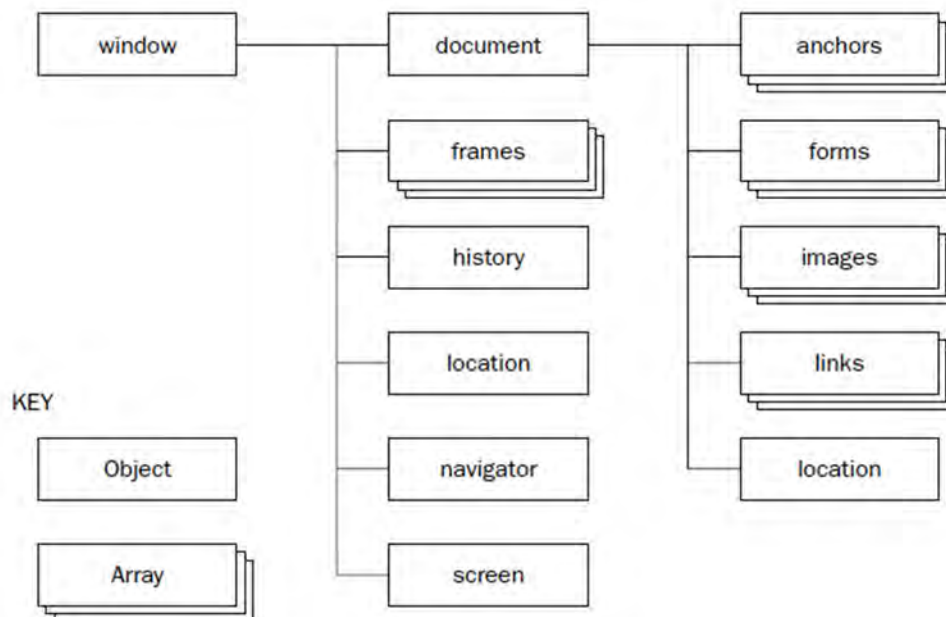 window
document
anchors
frames
forms
history
images
location
links
KEY
Object
navigator
location
Array
screen